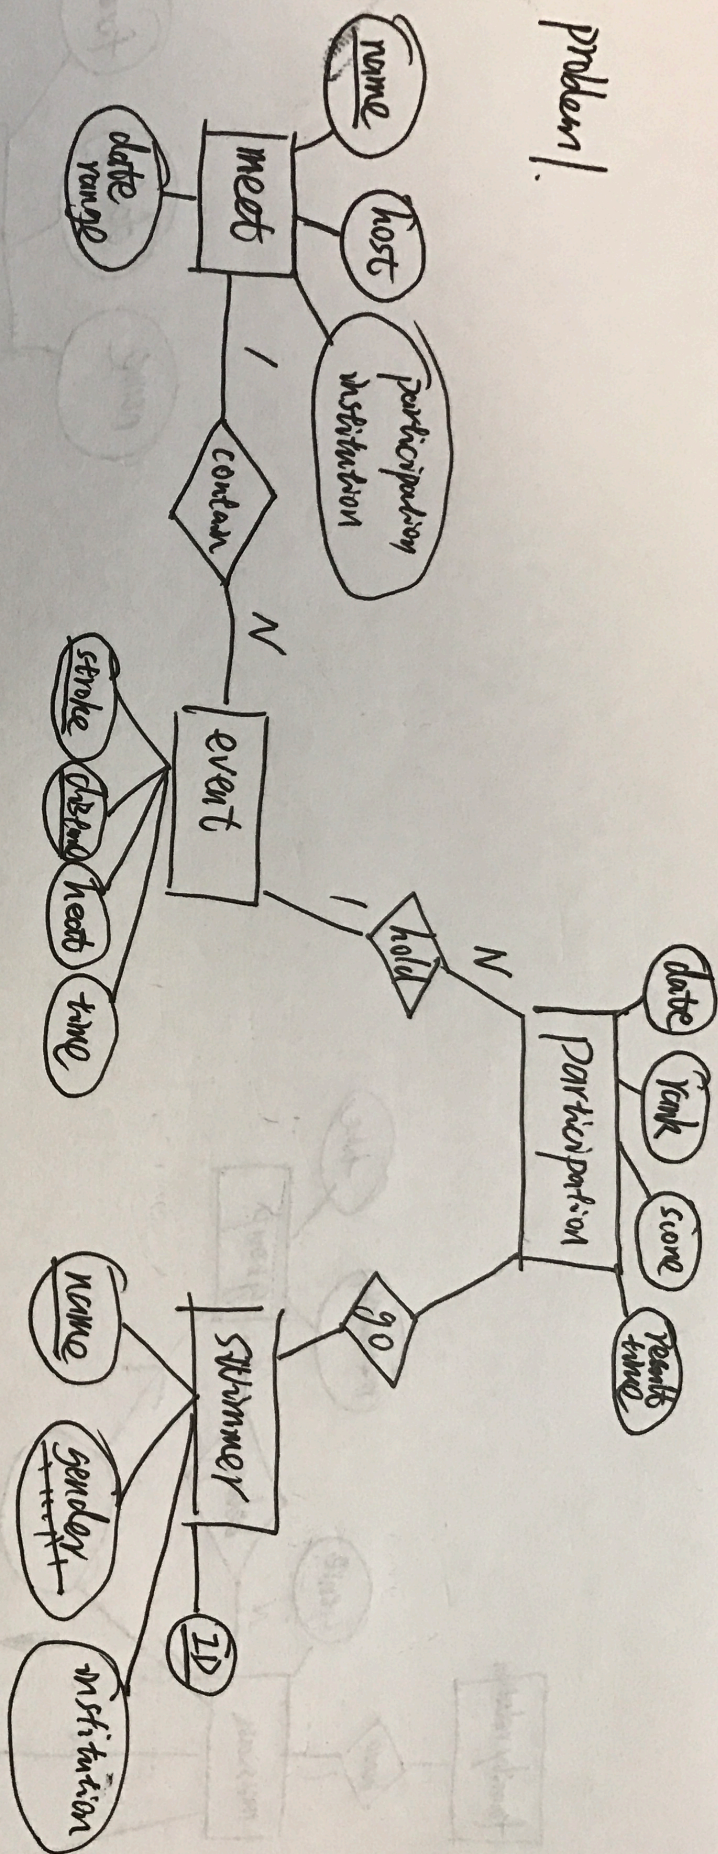 problem 1.
name
host
participation
institution
meet
date
range
1
contain
N
event
stroke
heat
time
1
hold
N
date
rank
score
result
time
participation
go
swimmer
name
gender
institution
ID